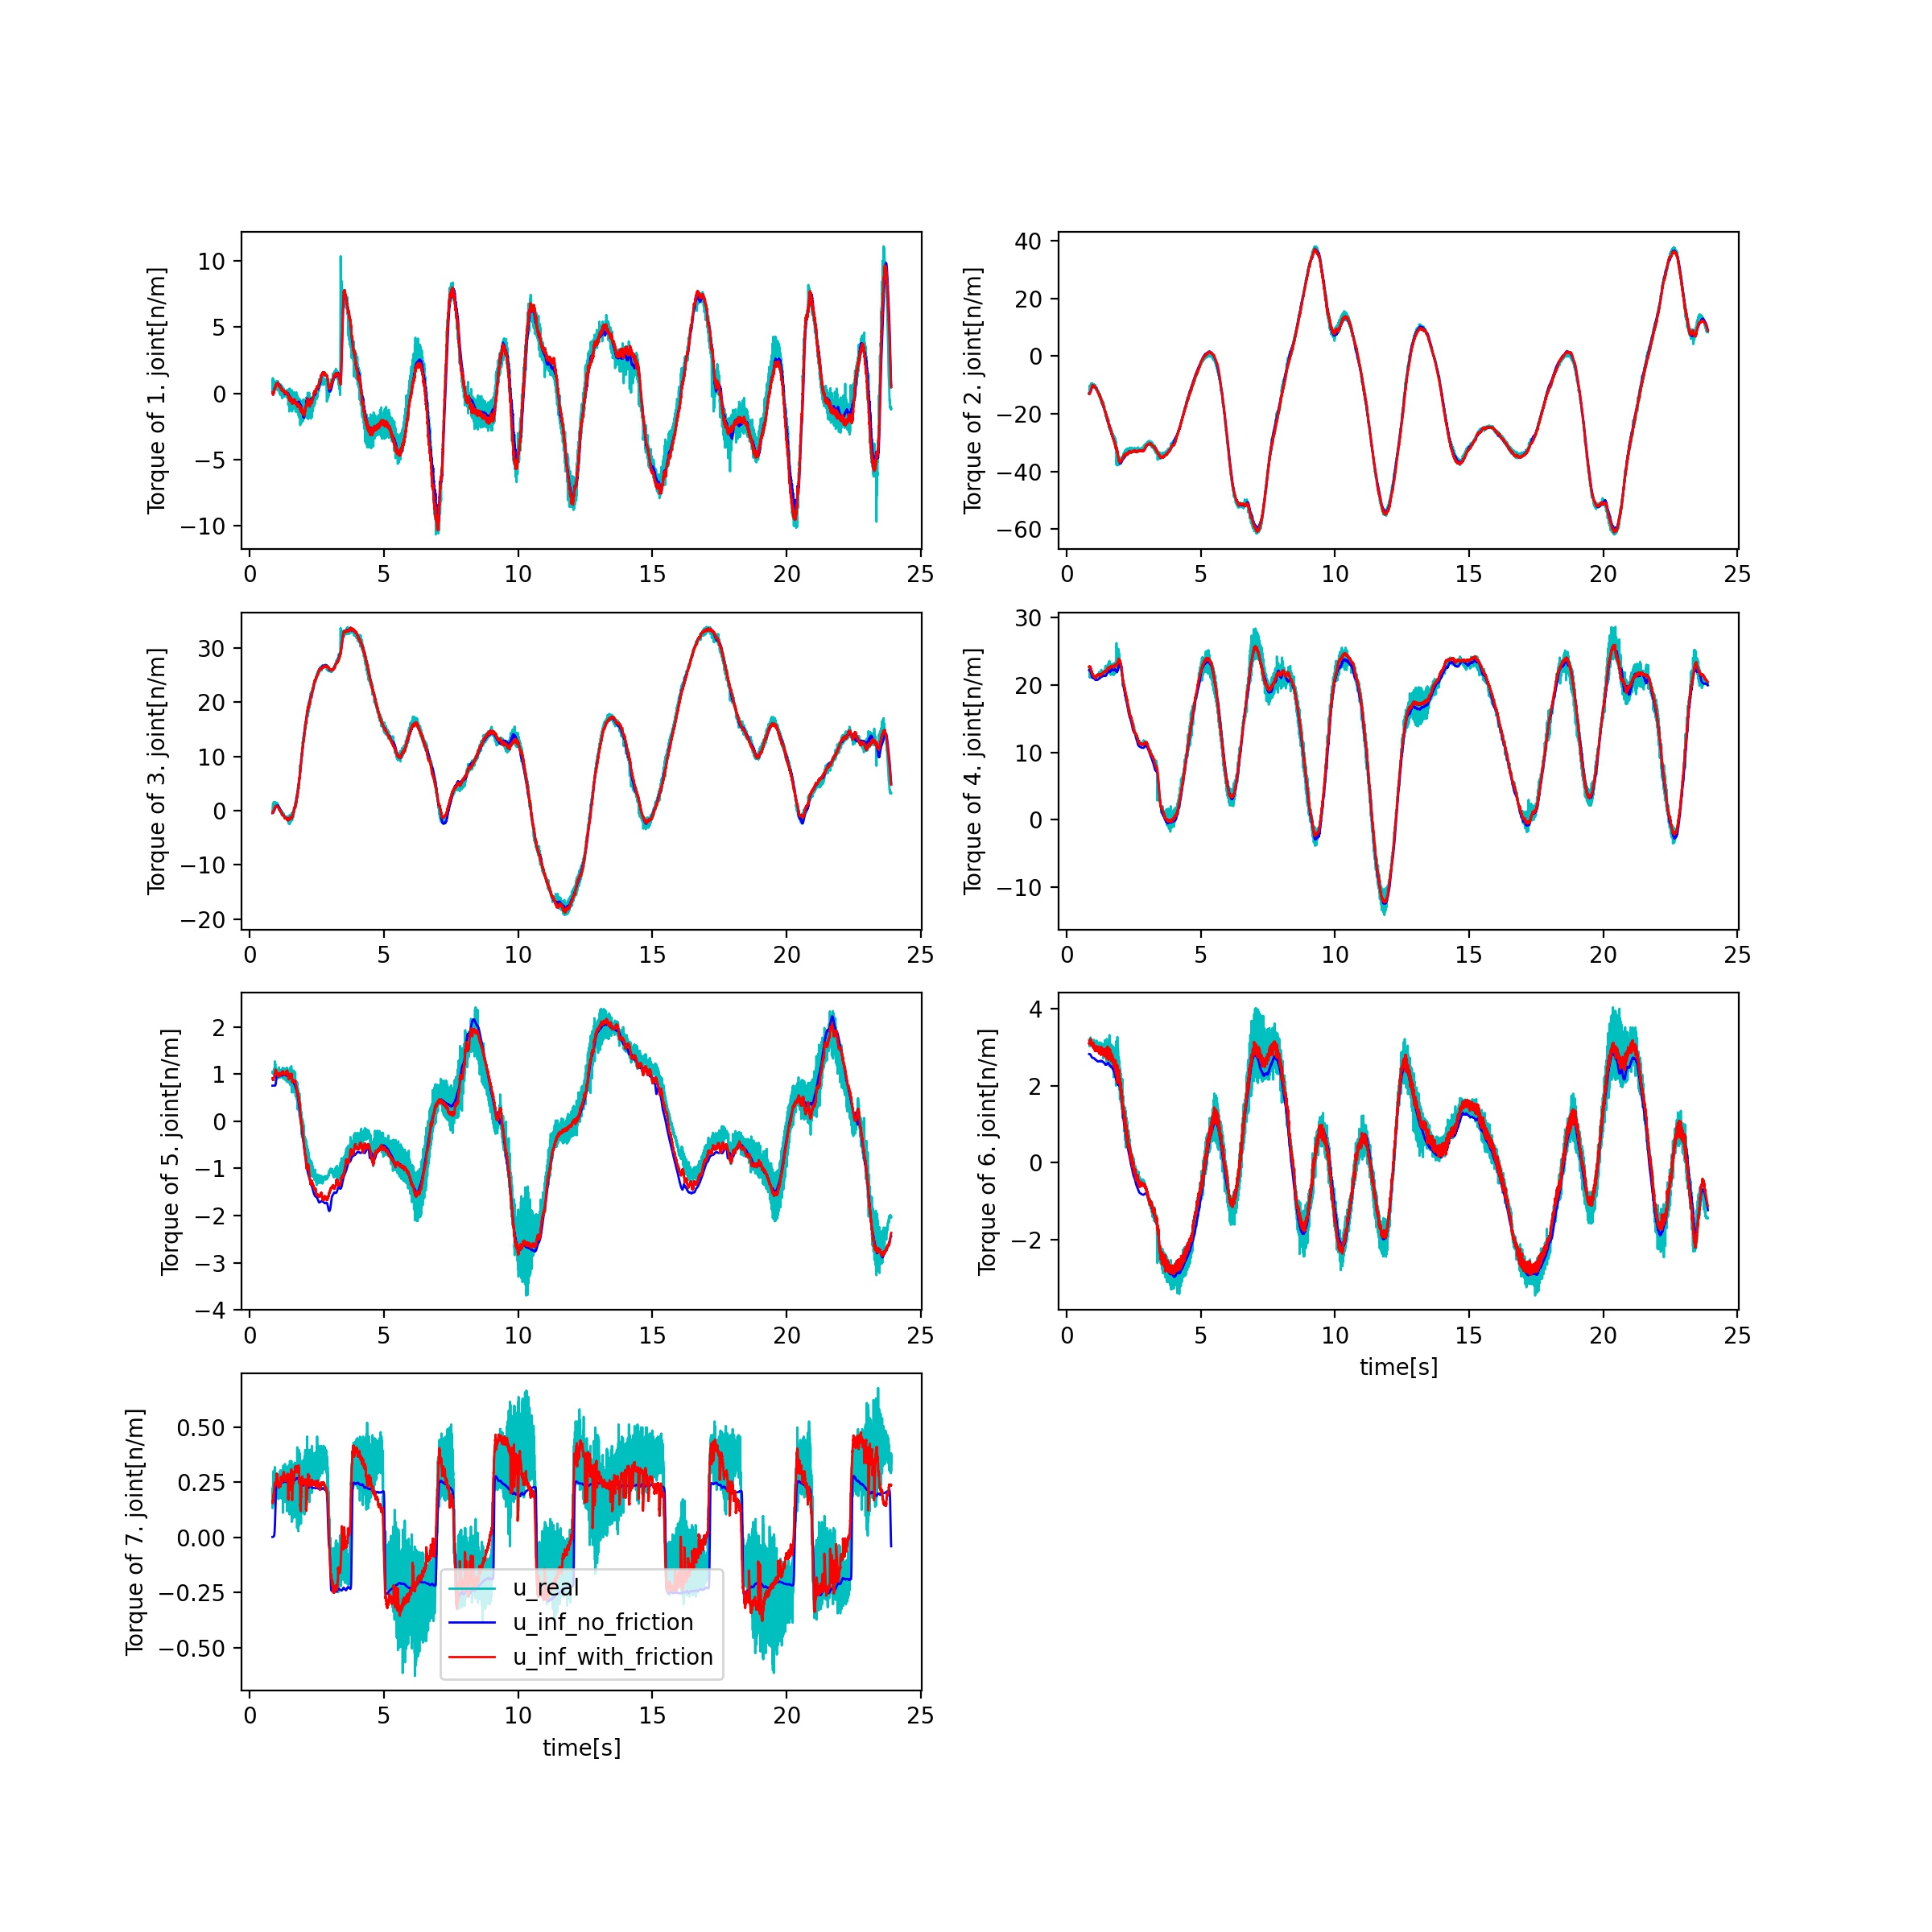 Torque of 1. joint[n/m]
10
5
0
−5
−10
0 5 10 15 20 25
Torque of 2. joint[n/m]
40
20
0
−20
−40
−60
0 5 10 15 20 25
Torque of 3. joint[n/m]
30
20
10
0
−10
−20
0 5 10 15 20 25
Torque of 4. joint[n/m]
30
20
10
0
−10
0 5 10 15 20 25
Torque of 5. joint[n/m]
2
1
0
−1
−2
−3
−4
0 5 10 15 20 25
Torque of 6. joint[n/m]
4
2
0
−2
0 5 10 15 20 25
time[s]
Torque of 7. joint[n/m]
0.50
0.25
0.00
−0.25
−0.50
u_real
u_inf_no_friction
u_inf_with_friction
0 5 10 15 20 25
time[s]